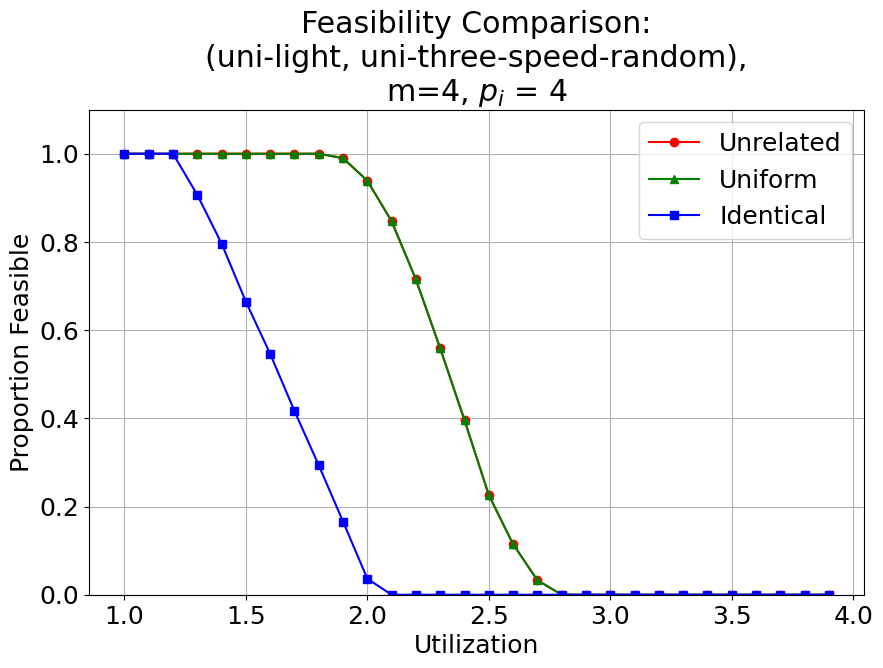 Feasibility Comparison:
(uni-light, uni-three-speed-random),
m=4, $p_i$ = 4
Unrelated
Uniform
Identical
Proportion Feasible
1.0
0.8
0.6
0.4
0.2
0.0
1.0 1.5 2.0 2.5 3.0 3.5 4.0
Utilization